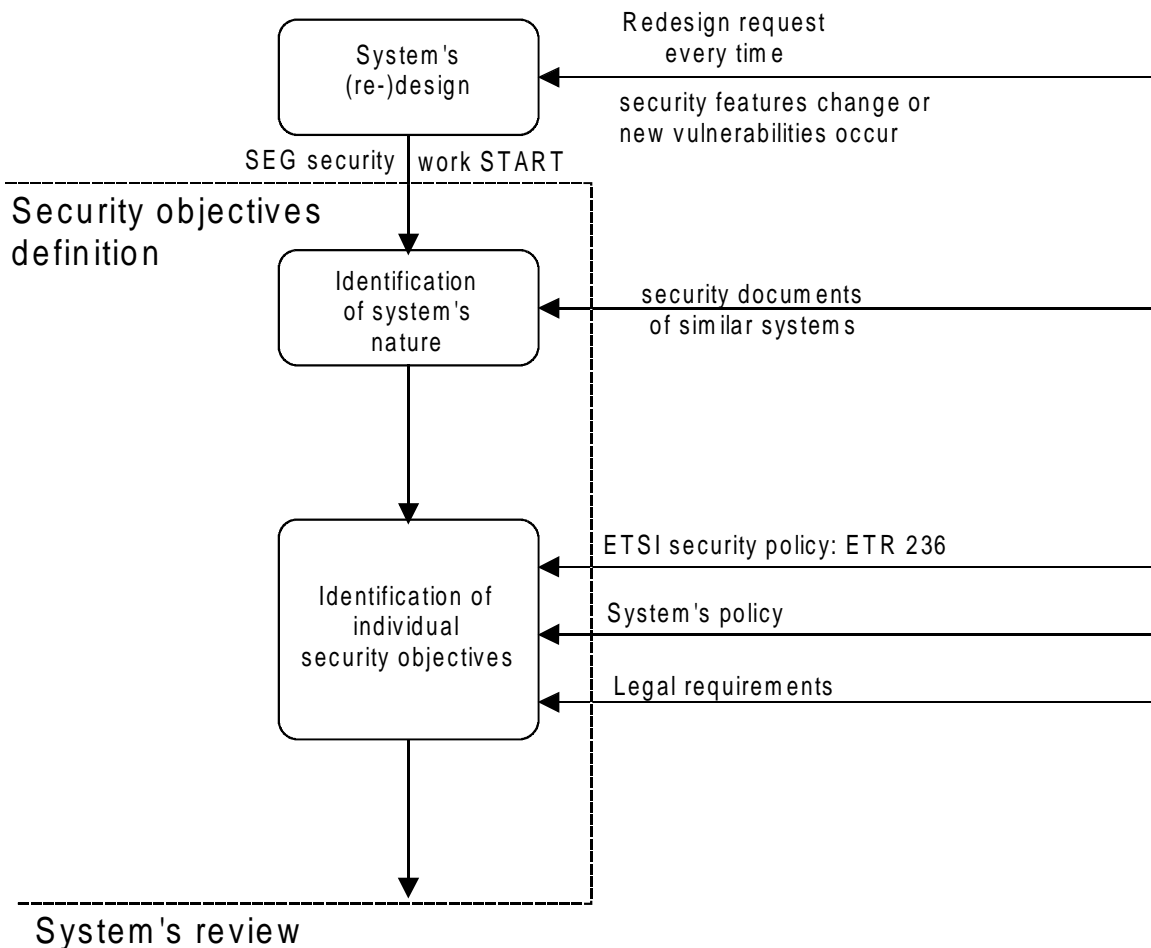 System's
(re-)design
Redesign request
every time
security features change or
new vulnerabilities occur
SEG security work START
Security objectives
definition
Identification
of system's
nature
security documents
of similar systems
Identification of
individual
security objectives
ETSI security policy: ETR 236
System's policy
Legal requirements
System's review